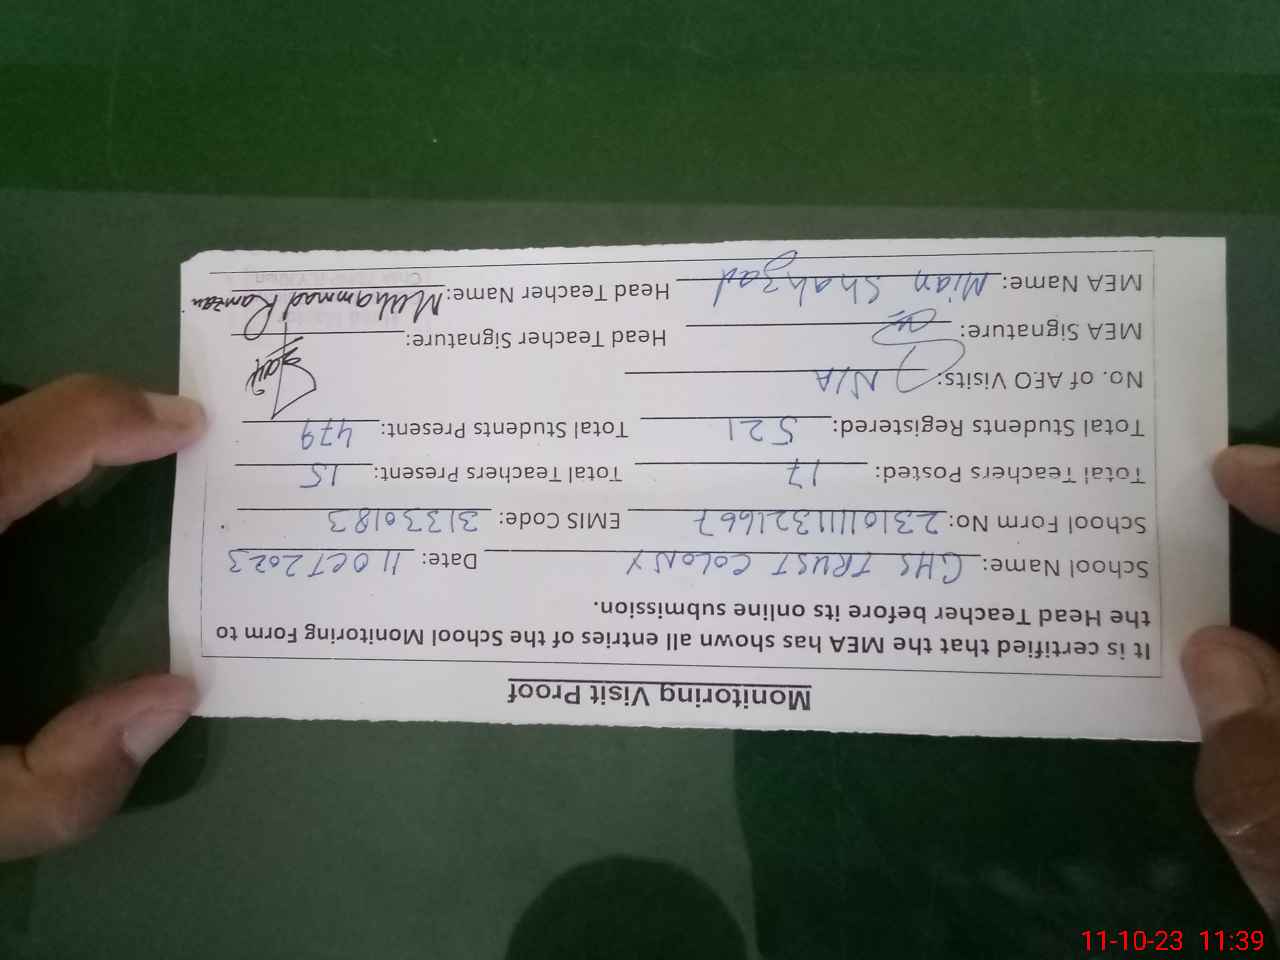 Monitoring Visit Proof
It is certified that the MEA has shown all entries of the School Monitoring Form to
the Head Teacher before its online submission.
School Name: GHS TRUST COLONY Date: 11 OCT 2023
School Form No: 23101111321667 EMIS Code: 31330183
Total Teachers Posted: 17 Total Teachers Present: 15
Total Students Registered: 521 Total Students Present: 479
No. of AEO Visits: N/A
MEA Signature: Head Teacher Signature:
MEA Name: Mian Shahzad Head Teacher Name: Muhammad Ramzan
11-10-23 11:39